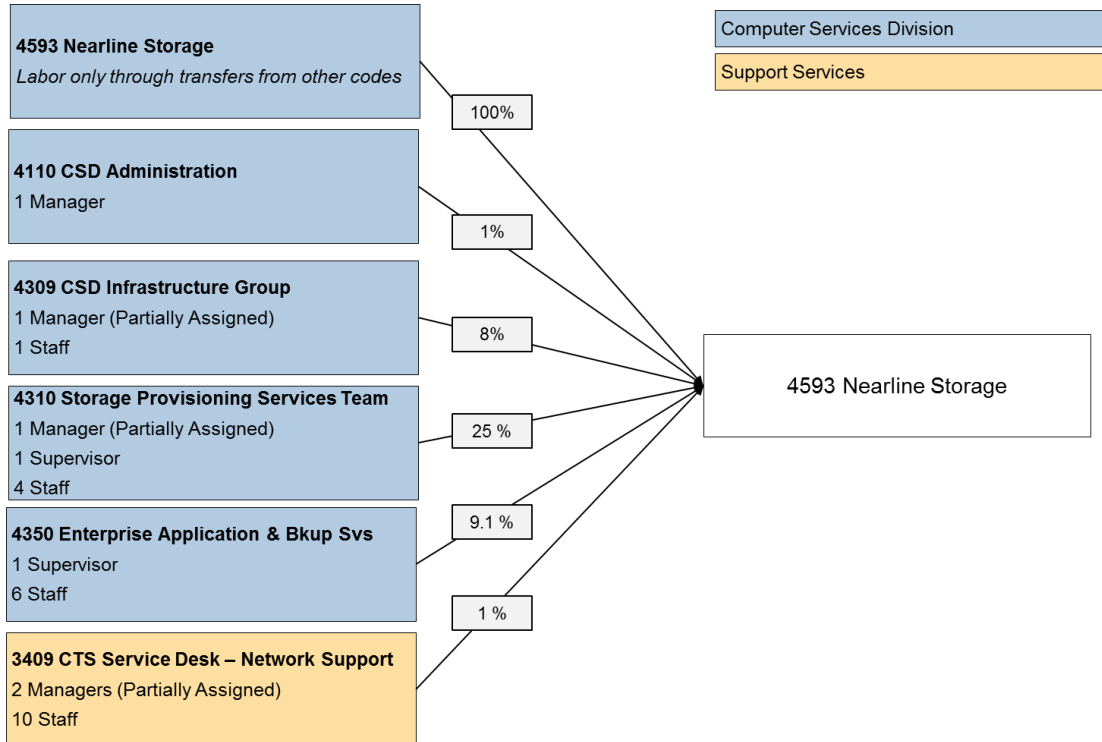 4593 Nearline Storage
Labor only through transfers from other codes
100%
4110 CSD Administration
1 Manager
1%
4309 CSD Infrastructure Group
1 Manager (Partially Assigned)
1 Staff
8%
4310 Storage Provisioning Services Team
1 Manager (Partially Assigned)
1 Supervisor
4 Staff
25 %
4350 Enterprise Application & Bkup Svs
1 Supervisor
6 Staff
9.1 %
3409 CTS Service Desk – Network Support
2 Managers (Partially Assigned)
10 Staff
1 %
Computer Services Division
Support Services
4593 Nearline Storage